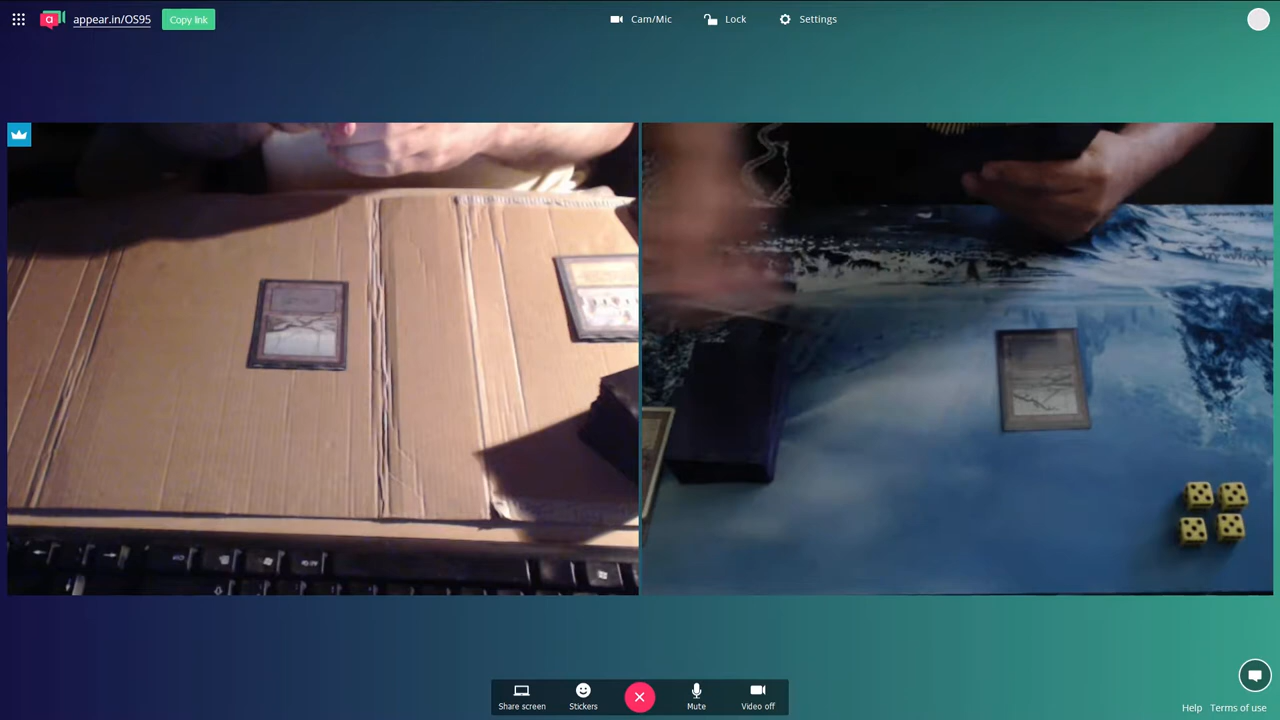 appear.in/OS95
Copy link
Cam/Mic
Lock
Settings
Share screen
Stickers
Mute
Video off
Help
Terms of use